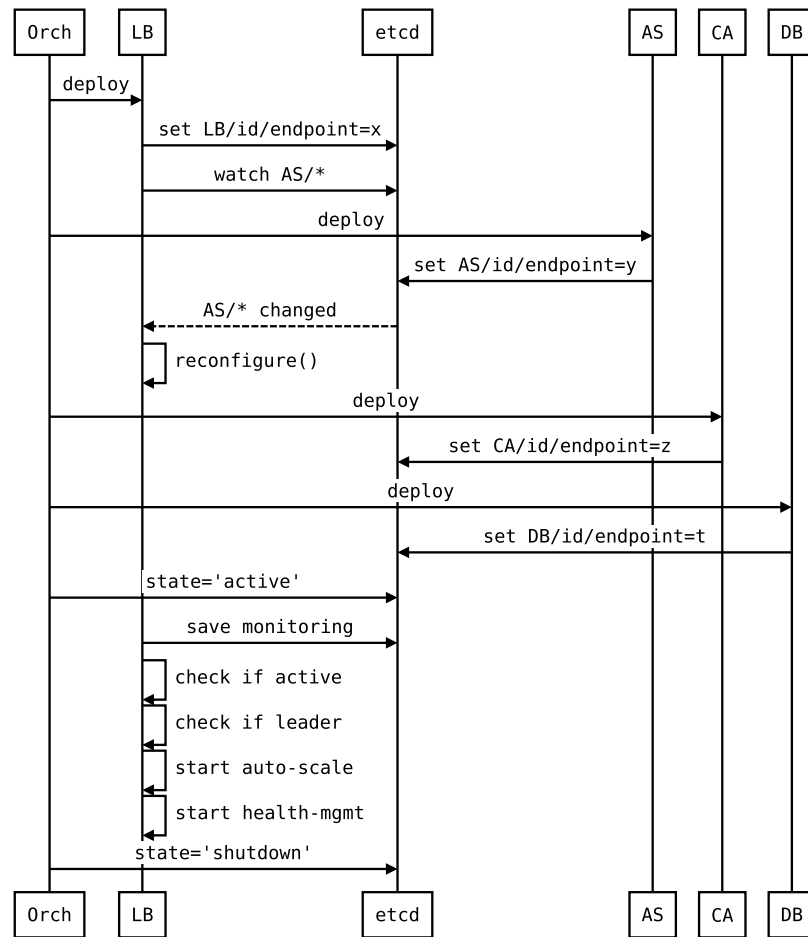 Orch LB etcd AS CA DB
deploy
set LB/id/endpoint=x
watch AS/*
deploy
set AS/id/endpoint=y
AS/* changed
reconfigure()
deploy
set CA/id/endpoint=z
deploy
set DB/id/endpoint=t
state='active'
save monitoring
check if active
check if leader
start auto-scale
start health-mgmt
state='shutdown'
Orch LB etcd AS CA DB